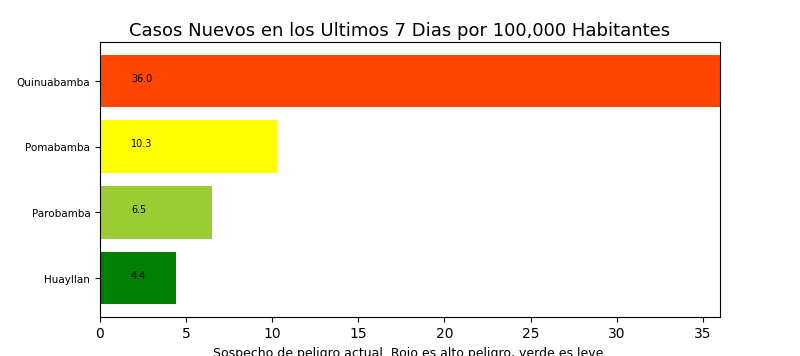 Casos Nuevos en los Ultimos 7 Dias por 100,000 Habitantes
Quinuabamba
36.0
Pomabamba
10.3
Parobamba
6.5
Huayllan
4.4
0 5 10 15 20 25 30 35
Sospecho de peligro actual. Rojo es alto peligro, verde es leve